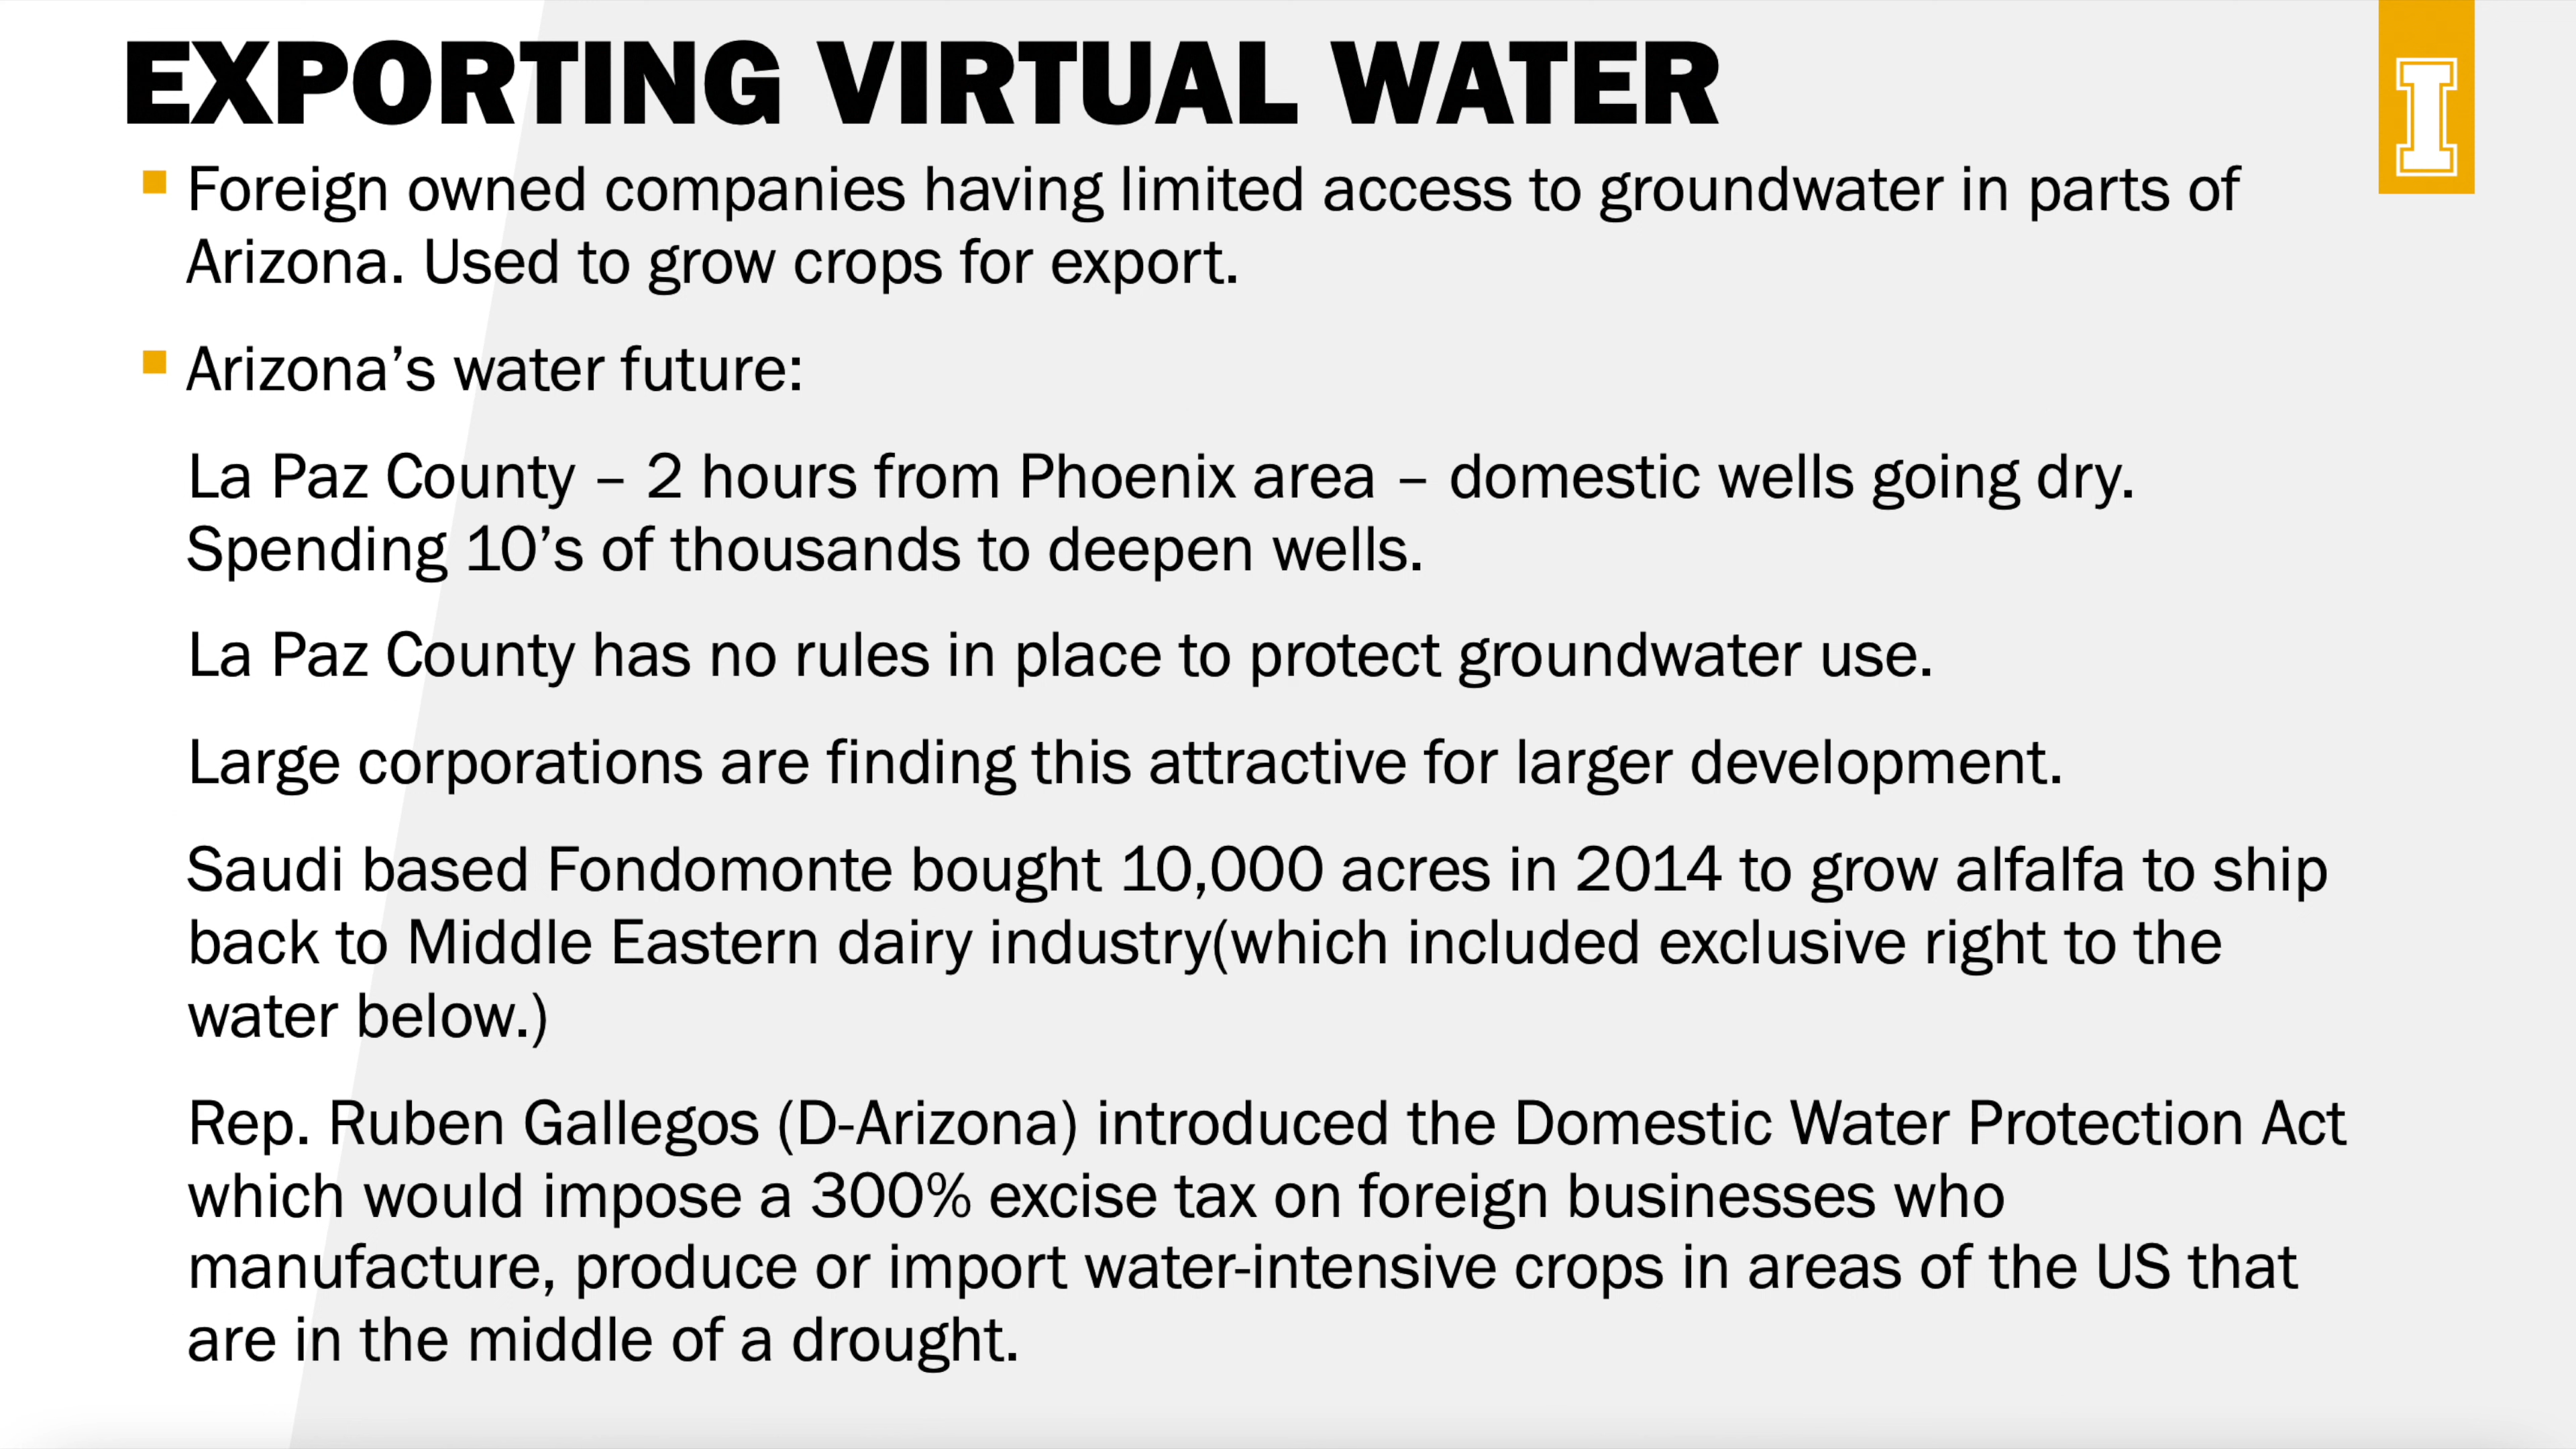 EXPORTING VIRTUAL WATER
I
Foreign owned companies having limited access to groundwater in parts of
Arizona. Used to grow crops for export.
Arizona’s water future:
La Paz County – 2 hours from Phoenix area – domestic wells going dry.
Spending 10’s of thousands to deepen wells.
La Paz County has no rules in place to protect groundwater use.
Large corporations are finding this attractive for larger development.
Saudi based Fondomonte bought 10,000 acres in 2014 to grow alfalfa to ship
back to Middle Eastern dairy industry(which included exclusive right to the
water below.)
Rep. Ruben Gallegos (D-Arizona) introduced the Domestic Water Protection Act
which would impose a 300% excise tax on foreign businesses who
manufacture, produce or import water-intensive crops in areas of the US that
are in the middle of a drought.